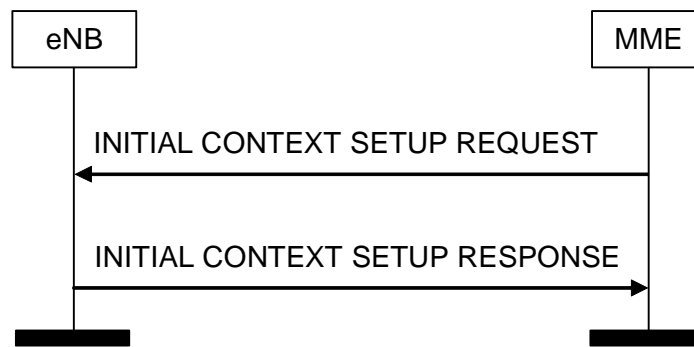 eNB
MME
INITIAL CONTEXT SETUP REQUEST
INITIAL CONTEXT SETUP RESPONSE